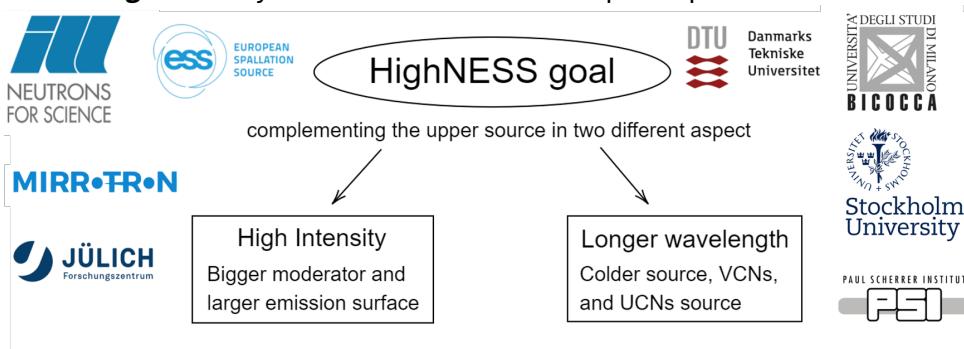 ill
NEUTRONS
FOR SCIENCE
ess
EUROPEAN
SPALLATION
SOURCE
HighNESS goal
DTU
Danmarks
Tekniske
Universitet
UNIVERSITÀ DEGLI STUDI DI MILANO
BICOCCA
complementing the upper source in two different aspect
MIRROTRON
JÜLICH
Forschungszentrum
High Intensity
Bigger moderator and
larger emission surface
Longer wavelength
Colder source, VCNs,
and UCNs source
Stockholm
University
PAUL SCHERRER INSTITUT
PSI